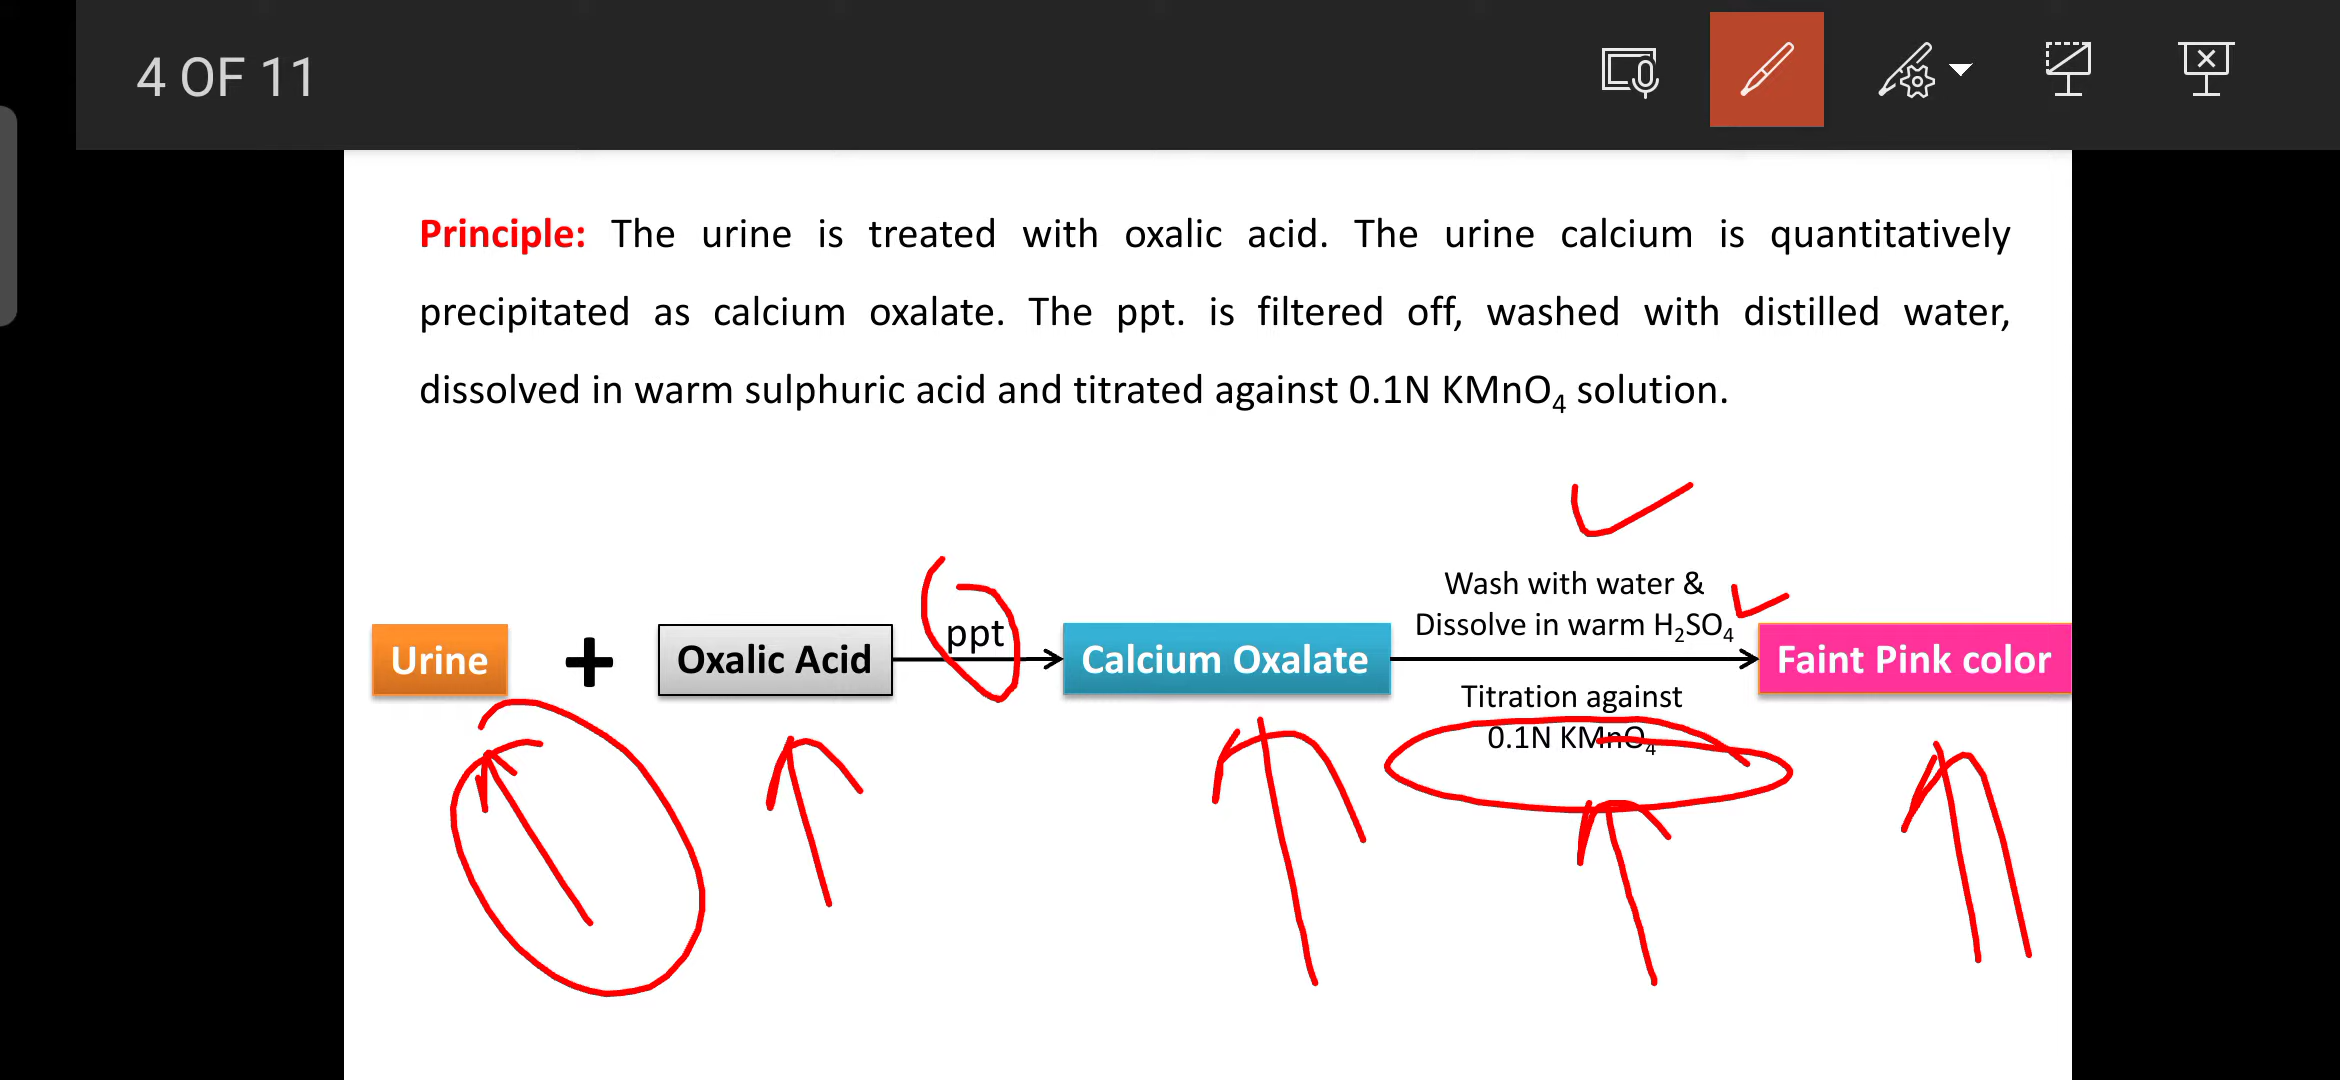 4 OF 11
Principle: The urine is treated with oxalic acid. The urine calcium is quantitatively
precipitated as calcium oxalate. The ppt. is filtered off, washed with distilled water,
dissolved in warm sulphuric acid and titrated against 0.1N KMnO₄ solution.
Urine + Oxalic Acid
ppt
Calcium Oxalate
Wash with water &
Dissolve in warm H₂SO₄
Titration against
0.1N KMnO₄
Faint Pink color